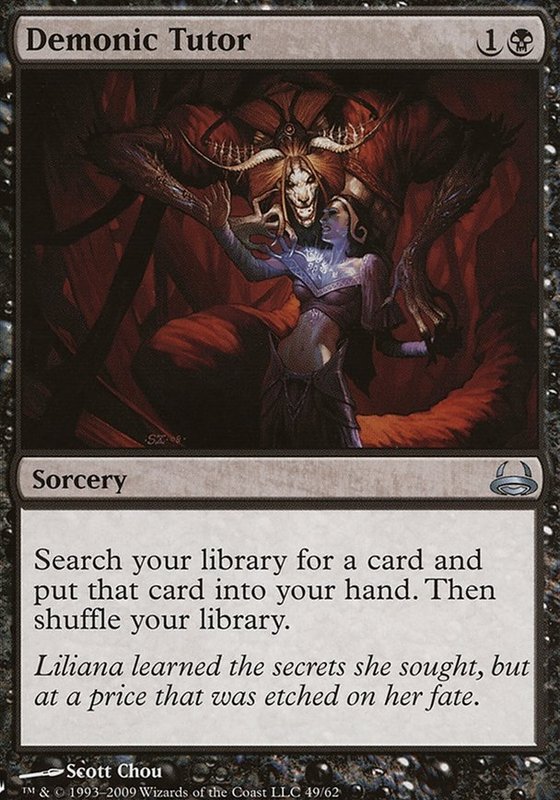 Demonic Tutor 1
SZ 08
Sorcery
Search your library for a card and
put that card into your hand. Then
shuffle your library.
Liliana learned the secrets she sought, but
at a price that was etched on her fate.
Scott Chou
™ & © 1993–2009 Wizards of the Coast LLC 49/62